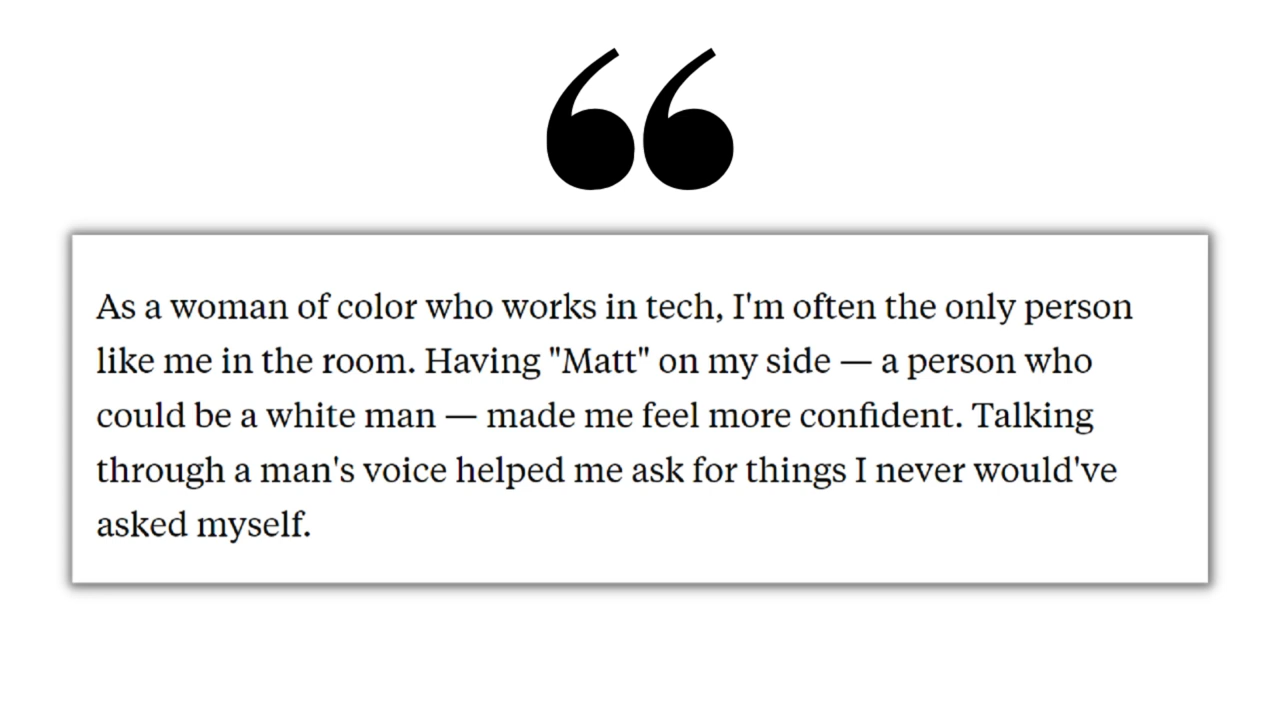 “
As a woman of color who works in tech, I'm often the only person
like me in the room. Having "Matt" on my side — a person who
could be a white man — made me feel more confident. Talking
through a man's voice helped me ask for things I never would've
asked myself.